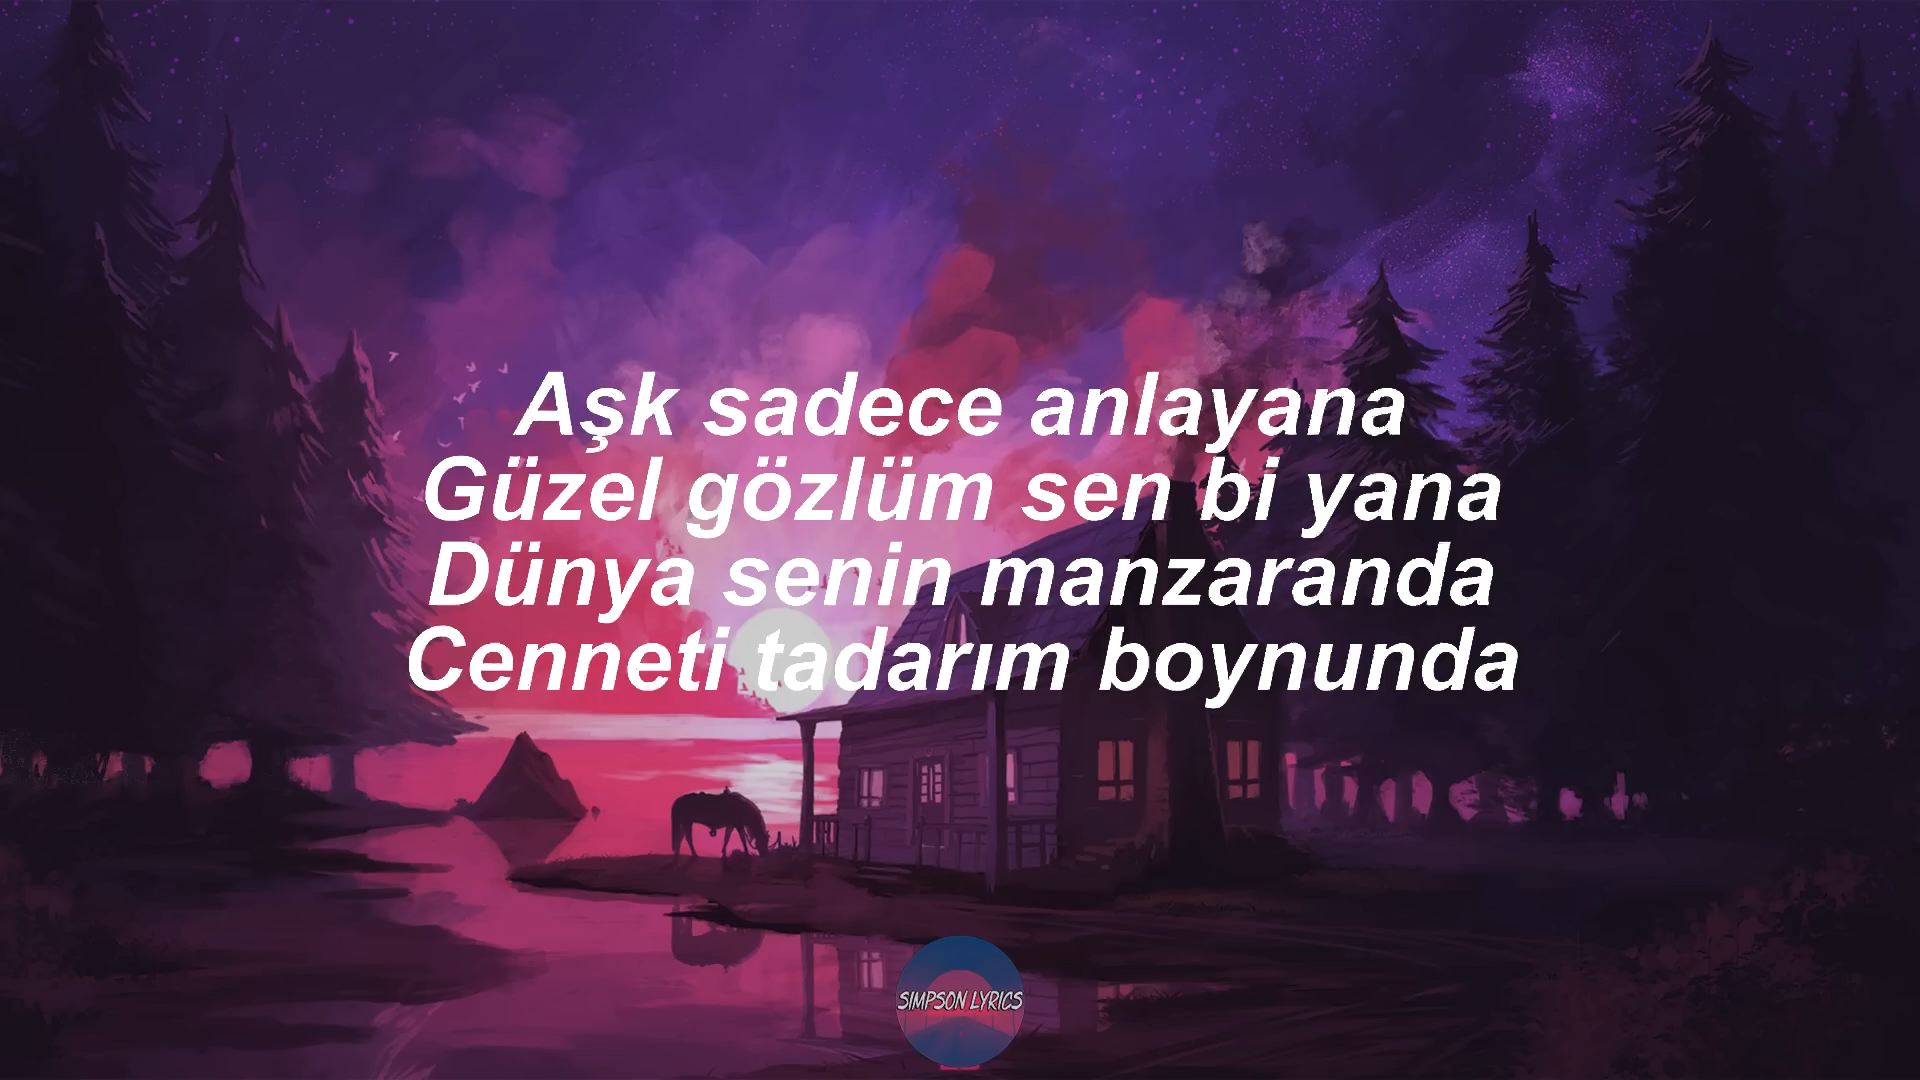 Aşk sadece anlayana
Güzel gözlüm sen bi yana
Dünya senin manzaranda
Cenneti tadarım boynunda
SIMPSON LYRICS